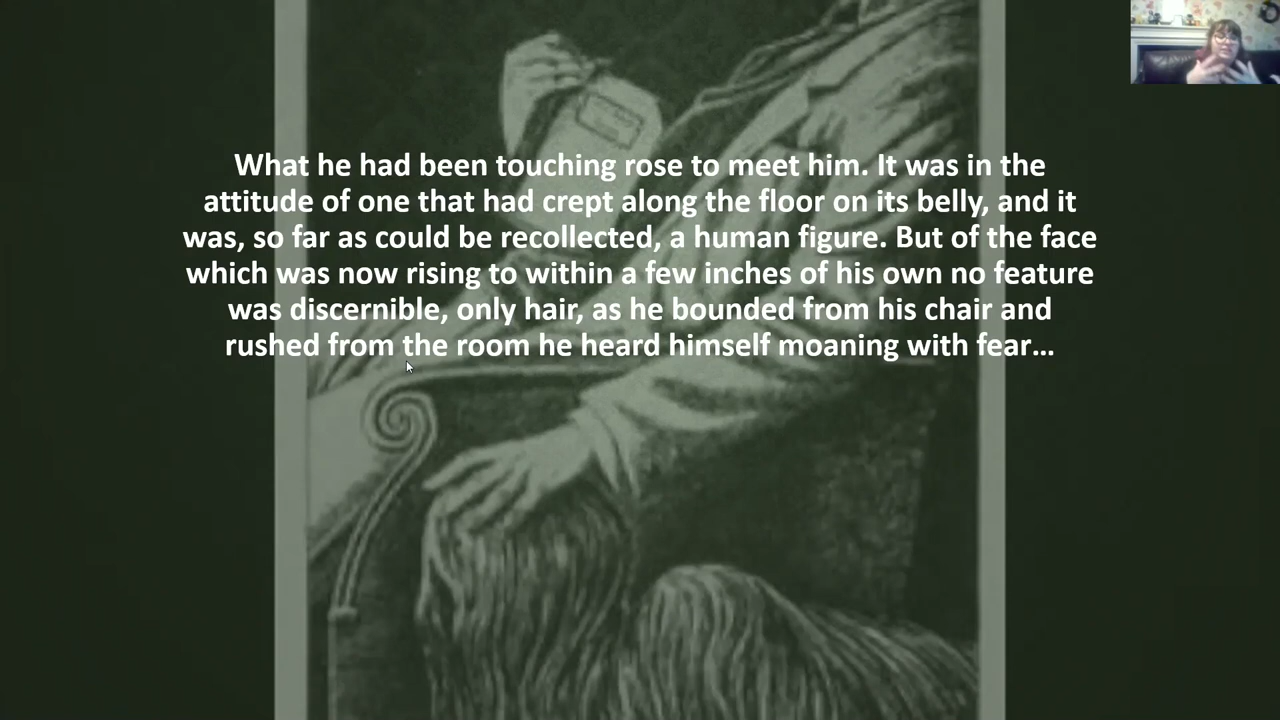 What he had been touching rose to meet him. It was in the
attitude of one that had crept along the floor on its belly, and it
was, so far as could be recollected, a human figure. But of the face
which was now rising to within a few inches of his own no feature
was discernible, only hair, as he bounded from his chair and
rushed from the room he heard himself moaning with fear...